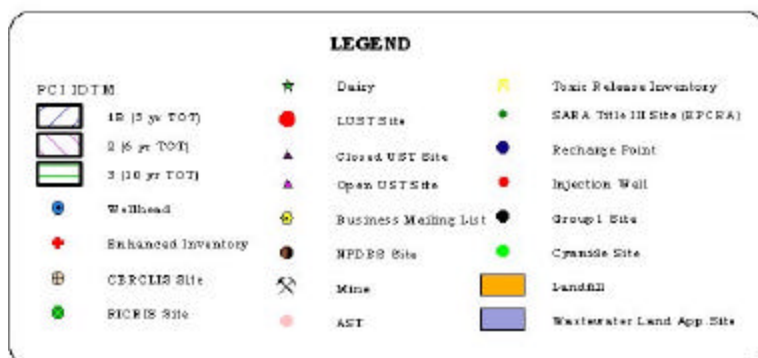 LEGEND
PCI IDTM
1B (3 yr TOT)
2 (6 yr TOT)
3 (10 yr TOT)
Wellhead
Enhanced Inventory
CERCLIS Site
RICRIS Site
Dairy
LUST Site
Closed UST Site
Open UST Site
Business Mailing List
NPDES Site
Mine
AST
Toxic Release Inventory
SARA Title III Site (EPCRA)
Recharge Point
Injection Well
Group1 Site
Cyanide Site
Landfill
Wastewater Land App. Site